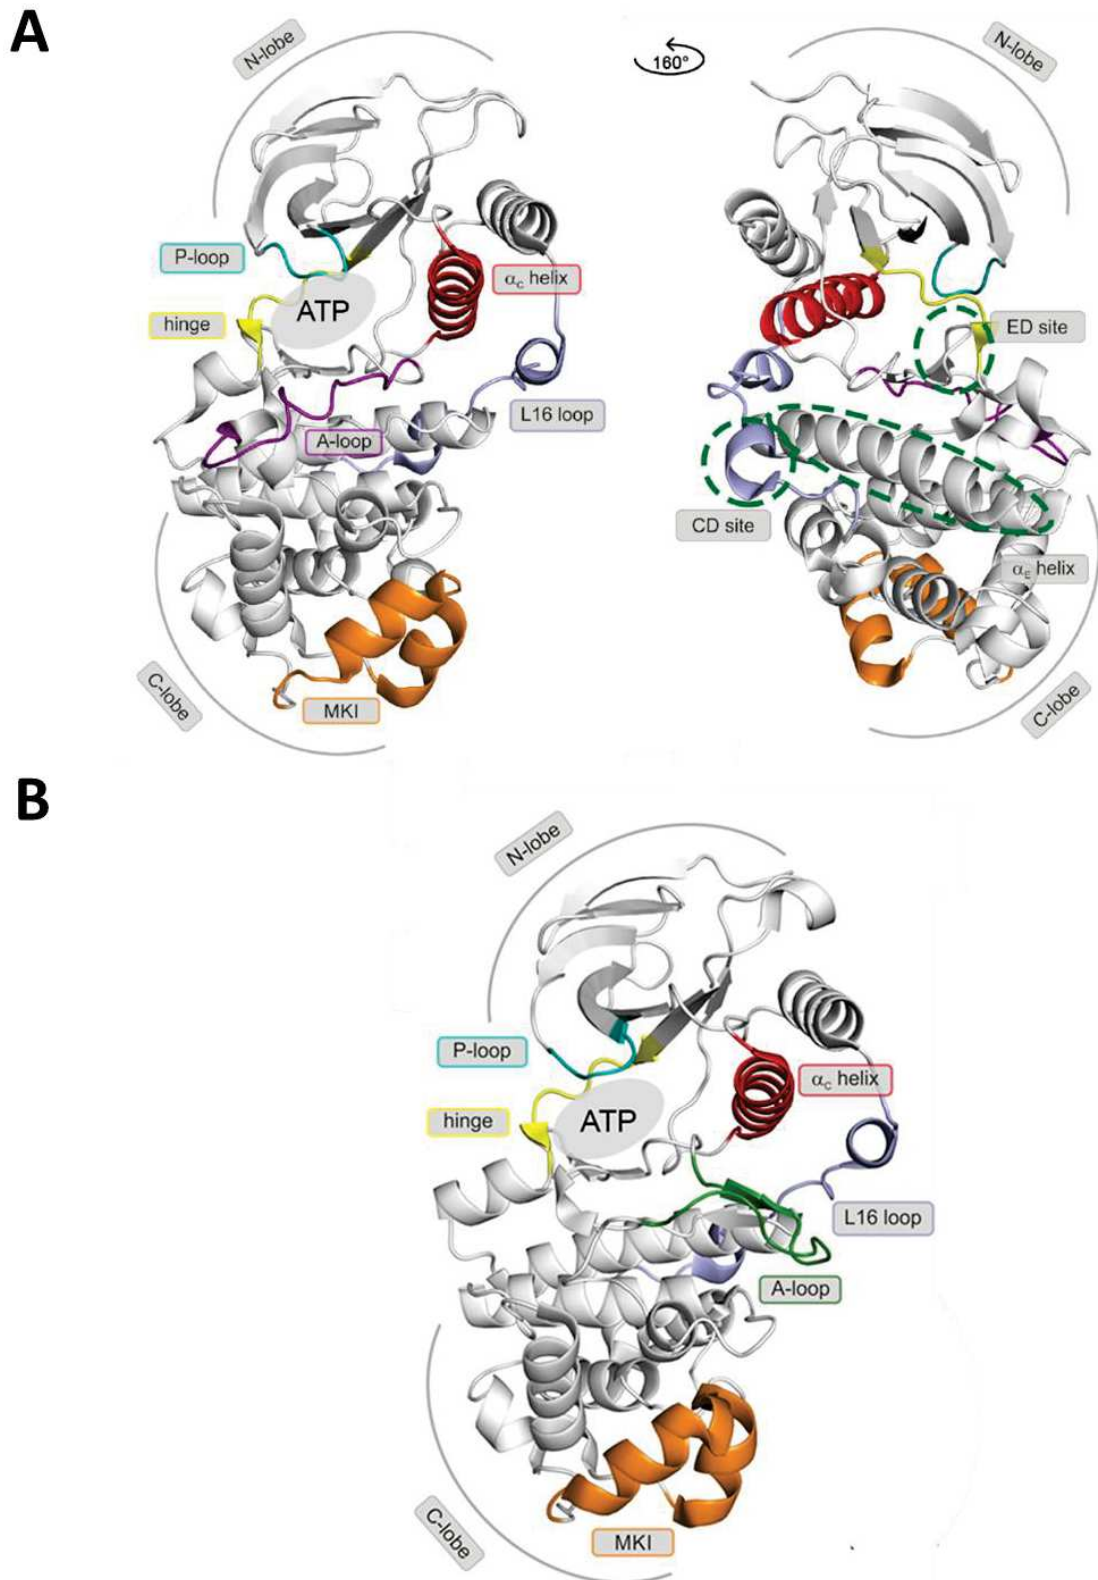 A
N-lobe
160°
N-lobe
P-loop
αC helix
ATP
hinge
ED site
L16 loop
A-loop
CD site
αE helix
C-lobe
MKI
C-lobe
B
N-lobe
P-loop
αC helix
hinge
ATP
L16 loop
A-loop
C-lobe
MKI